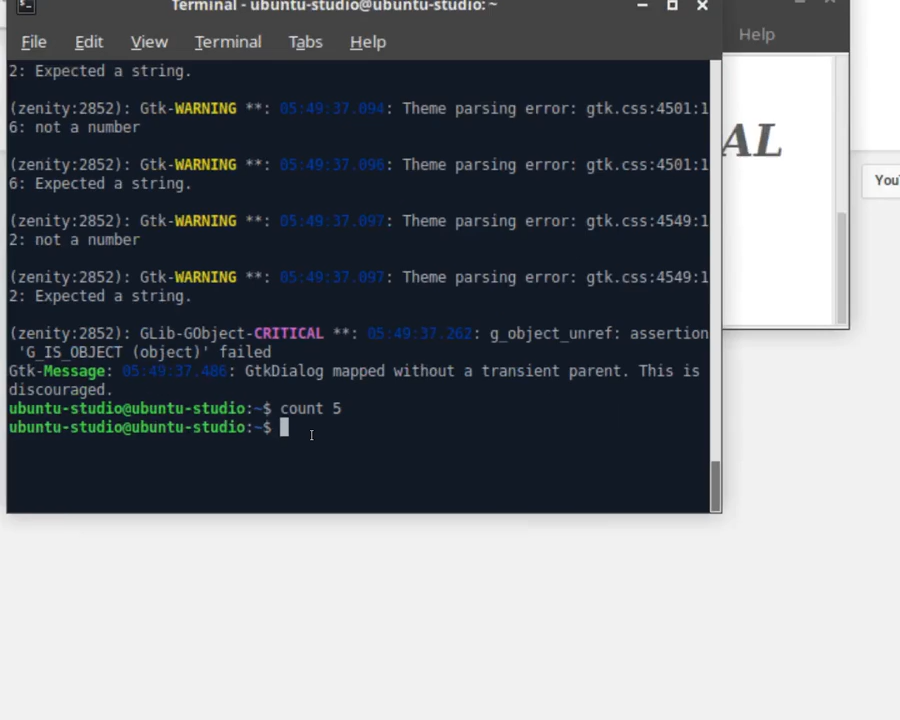 Terminal - ubuntu-studio@ubuntu-studio: ~
File Edit View Terminal Tabs Help
Help
2: Expected a string.
(zenity:2852): Gtk-WARNING **: 05:49:37.094: Theme parsing error: gtk.css:4501:1
6: not a number
(zenity:2852): Gtk-WARNING **: 05:49:37.096: Theme parsing error: gtk.css:4501:1
6: Expected a string.
(zenity:2852): Gtk-WARNING **: 05:49:37.097: Theme parsing error: gtk.css:4549:1
2: not a number
(zenity:2852): Gtk-WARNING **: 05:49:37.097: Theme parsing error: gtk.css:4549:1
2: Expected a string.
(zenity:2852): GLib-GObject-CRITICAL **: 05:49:37.262: g_object_unref: assertion
'G_IS_OBJECT (object)' failed
Gtk-Message: 05:49:37.486: GtkDialog mapped without a transient parent. This is
discouraged.
ubuntu-studio@ubuntu-studio:~$ count 5
ubuntu-studio@ubuntu-studio:~$
AL
You